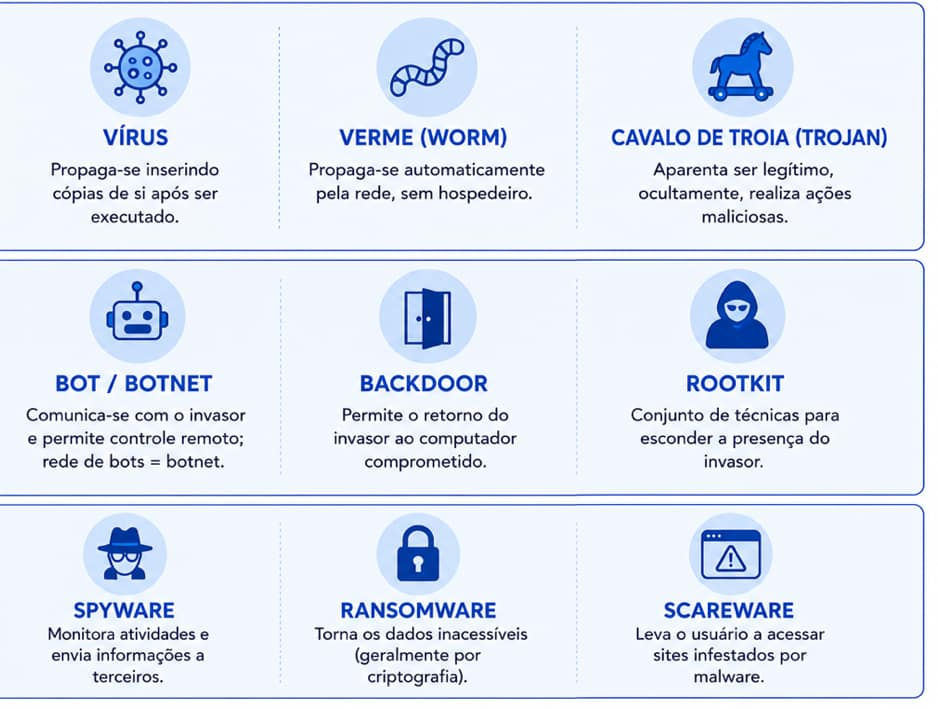 VÍRUS
Propaga-se inserindo
cópias de si após ser
executado.
VERME (WORM)
Propaga-se automaticamente
pela rede, sem hospedeiro.
CAVALO DE TROIA (TROJAN)
Aparenta ser legítimo,
ocultamente, realiza ações
maliciosas.
BOT / BOTNET
Comunica-se com o invasor
e permite controle remoto;
rede de bots = botnet.
BACKDOOR
Permite o retorno do
invasor ao computador
comprometido.
ROOTKIT
Conjunto de técnicas para
esconder a presença do
invasor.
SPYWARE
Monitora atividades e
envia informações a
terceiros.
RANSOMWARE
Torna os dados inacessíveis
(geralmente por
criptografia).
SCAREWARE
Leva o usuário a acessar
sites infestados por
malware.